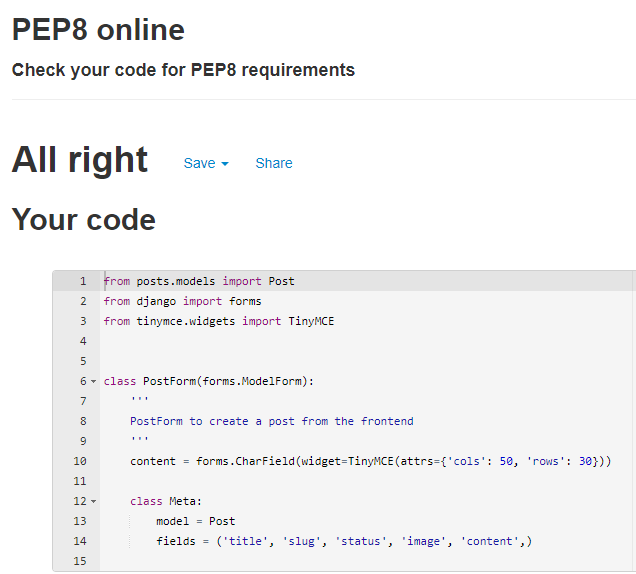 PEP8 online
Check your code for PEP8 requirements
All right Save Share
Your code
1 from posts.models import Post
2 from django import forms
3 from tinymce.widgets import TinyMCE
4
5
6 class PostForm(forms.ModelForm):
7     '''
8     PostForm to create a post from the frontend
9     '''
10     content = forms.CharField(widget=TinyMCE(attrs={'cols': 50, 'rows': 30}))
11
12     class Meta:
13         model = Post
14         fields = ('title', 'slug', 'status', 'image', 'content',)
15